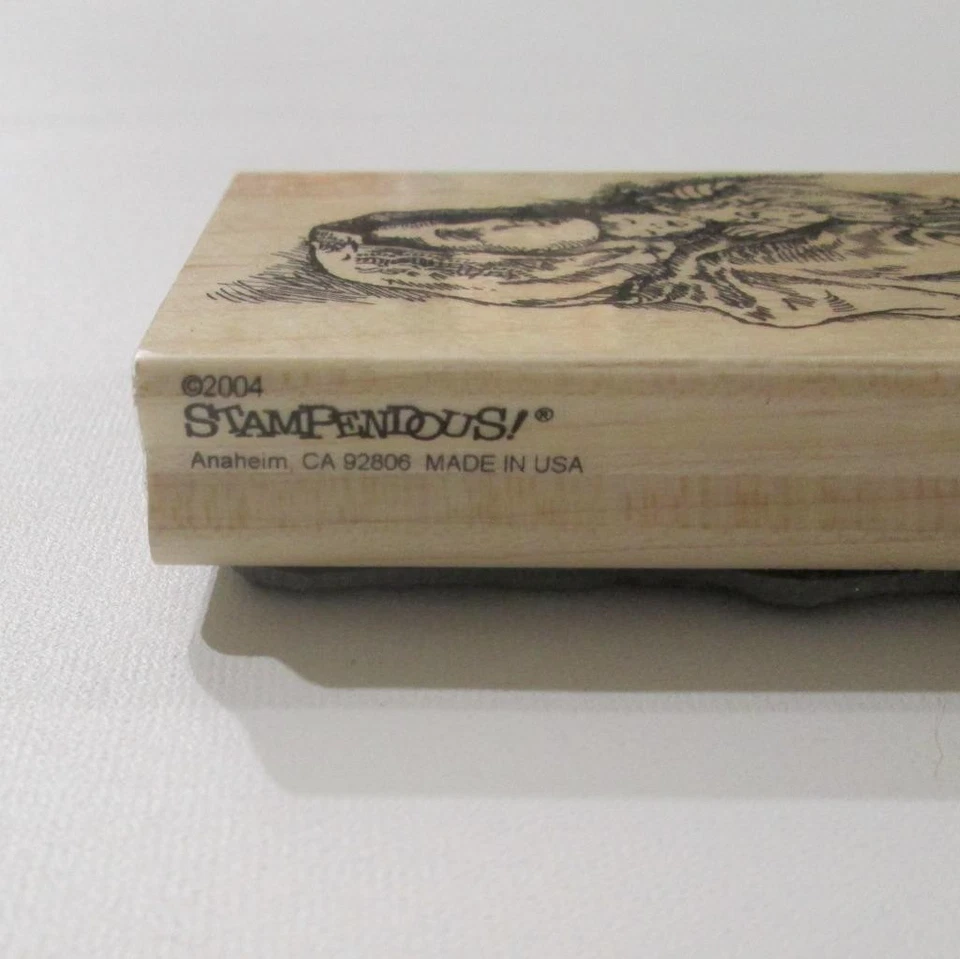 ©2004
STAMPENDOUS!®
Anaheim, CA 92806 MADE IN USA